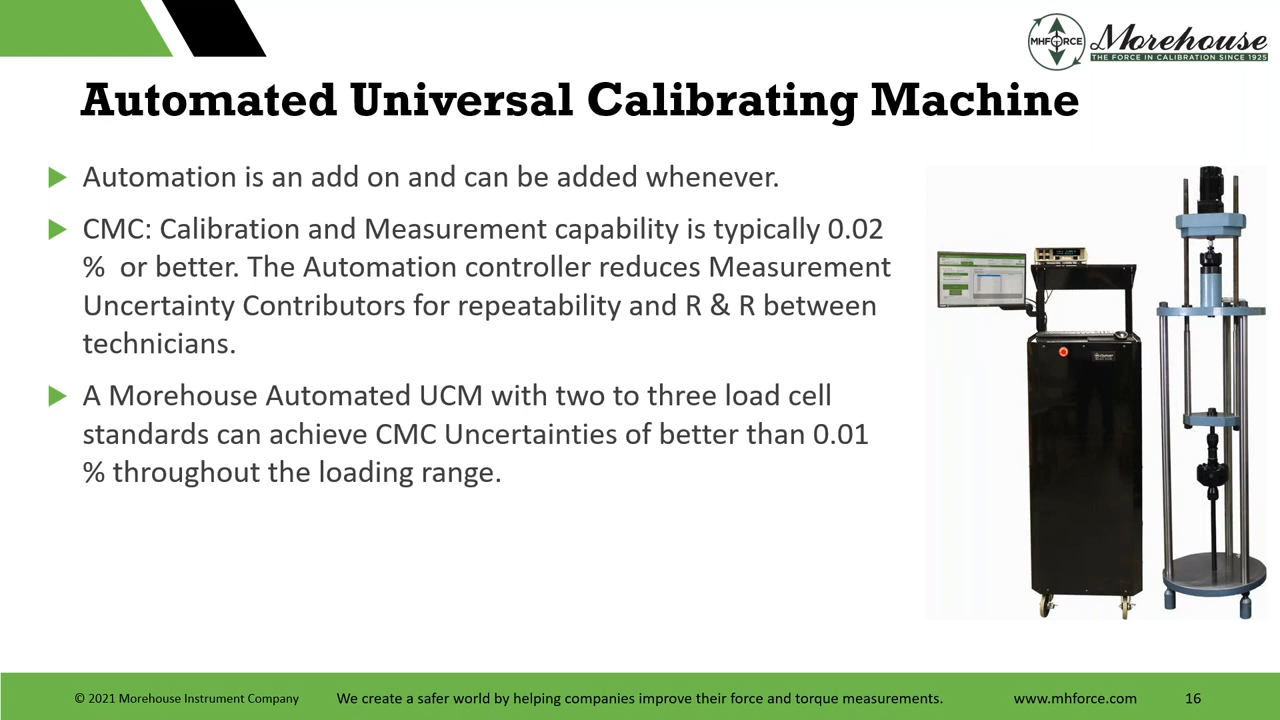 MHFORCE
Morehouse
THE FORCE IN CALIBRATION SINCE 1925
Automated Universal Calibrating Machine
Automation is an add on and can be added whenever.
CMC: Calibration and Measurement capability is typically 0.02
% or better. The Automation controller reduces Measurement
Uncertainty Contributors for repeatability and R & R between
technicians.
A Morehouse Automated UCM with two to three load cell
standards can achieve CMC Uncertainties of better than 0.01
% throughout the loading range.
© 2021 Morehouse Instrument Company We create a safer world by helping companies improve their force and torque measurements. www.mhforce.com 16